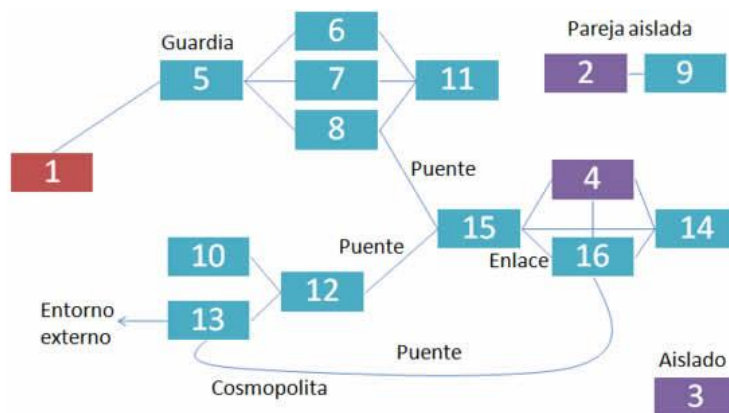 6
Guardia
Pareja aislada
5
7
11
2
9
8
1
Puente
4
15
14
Puente
10
Enlace
16
12
Entorno
externo
13
Puente
Cosmopolita
Aislado
3